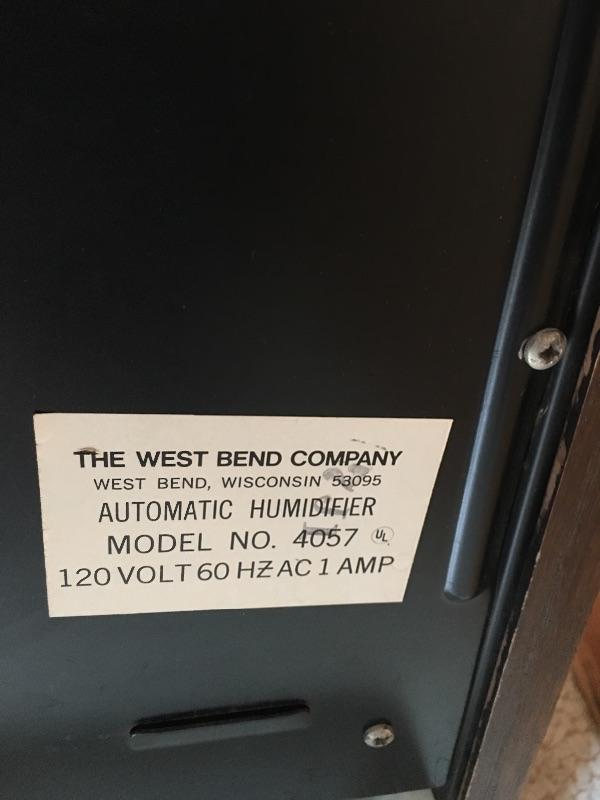 THE WEST BEND COMPANY
WEST BEND, WISCONSIN 53095
AUTOMATIC HUMIDIFIER
MODEL NO. 4057 UL
120 VOLT 60 HZ AC 1 AMP